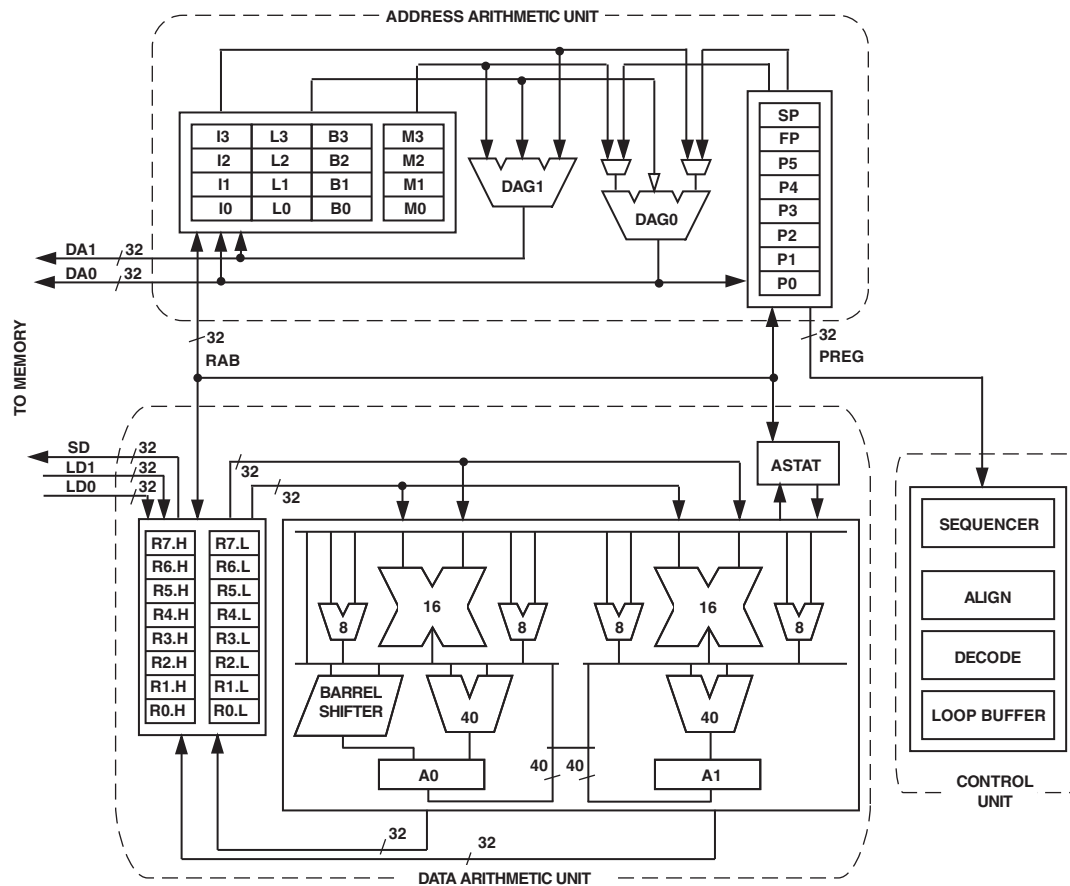 ADDRESS ARITHMETIC UNIT
I3 L3 B3 M3
I2 L2 B2 M2
I1 L1 B1 M1
I0 L0 B0 M0
DAG1
DAG0
SP
FP
P5
P4
P3
P2
P1
P0
DA1 32
DA0 32
32
RAB
32
PREG
TO MEMORY
SD 32
LD1 32
LD0 32
32
32
ASTAT
R7.H R7.L
R6.H R6.L
R5.H R5.L
R4.H R4.L
R3.H R3.L
R2.H R2.L
R1.H R1.L
R0.H R0.L
16
16
8
8
8
8
BARREL
SHIFTER
40
40
A0
40
40
A1
32
32
DATA ARITHMETIC UNIT
SEQUENCER
ALIGN
DECODE
LOOP BUFFER
CONTROL
UNIT